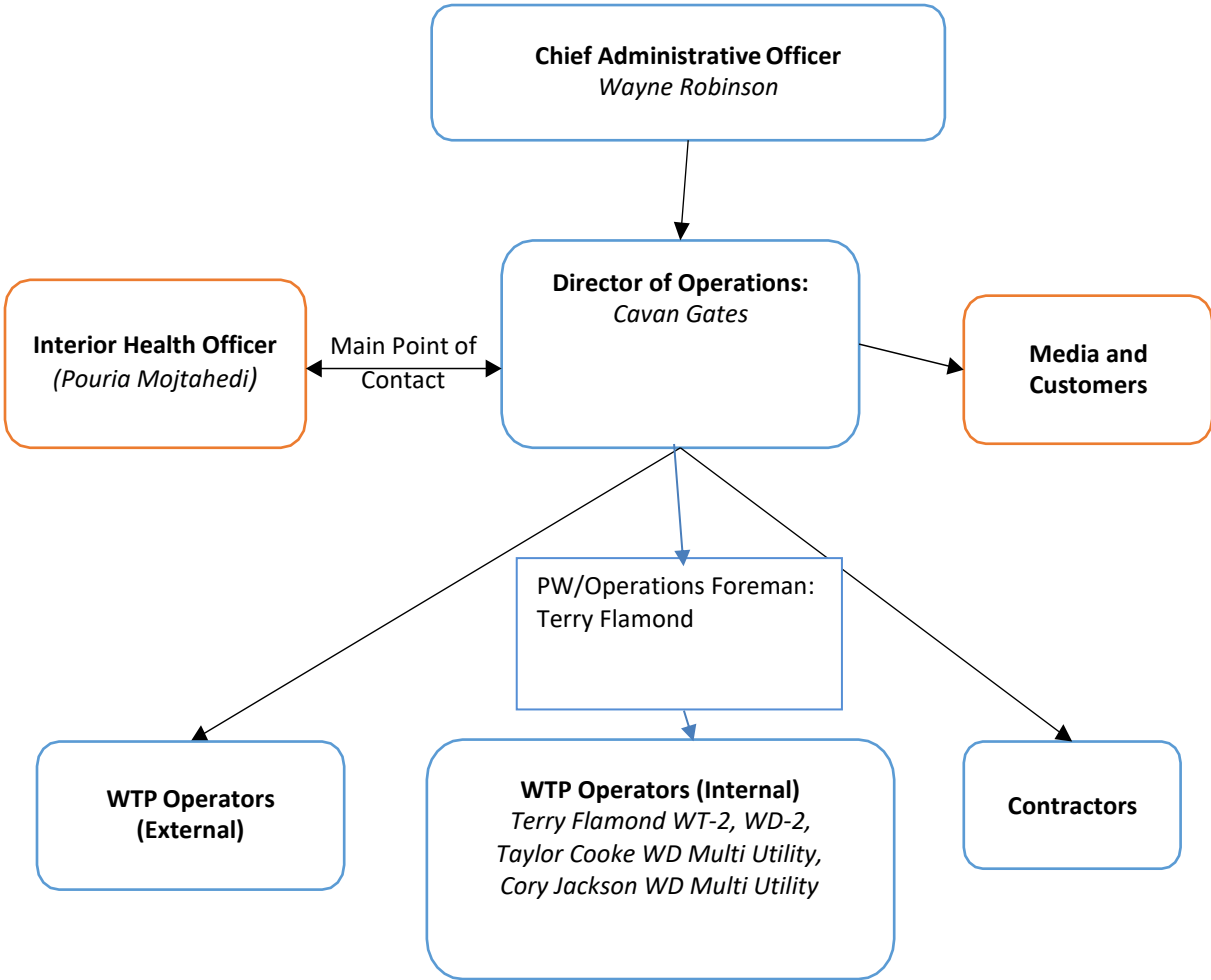 Chief Administrative Officer
Wayne Robinson
Director of Operations:
Cavan Gates
Interior Health Officer
(Pouria Mojtahedi)
Main Point of
Contact
Media and
Customers
PW/Operations Foreman:
Terry Flamond
WTP Operators
(External)
WTP Operators (Internal)
Terry Flamond WT-2, WD-2,
Taylor Cooke WD Multi Utility,
Cory Jackson WD Multi Utility
Contractors